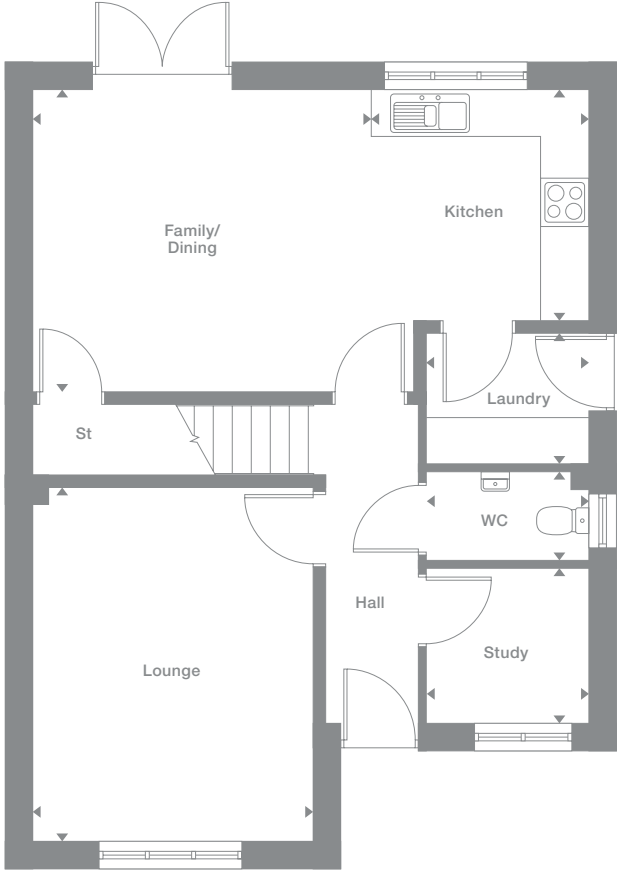 Kitchen
Family/
Dining
Laundry
St
WC
Hall
Study
Lounge